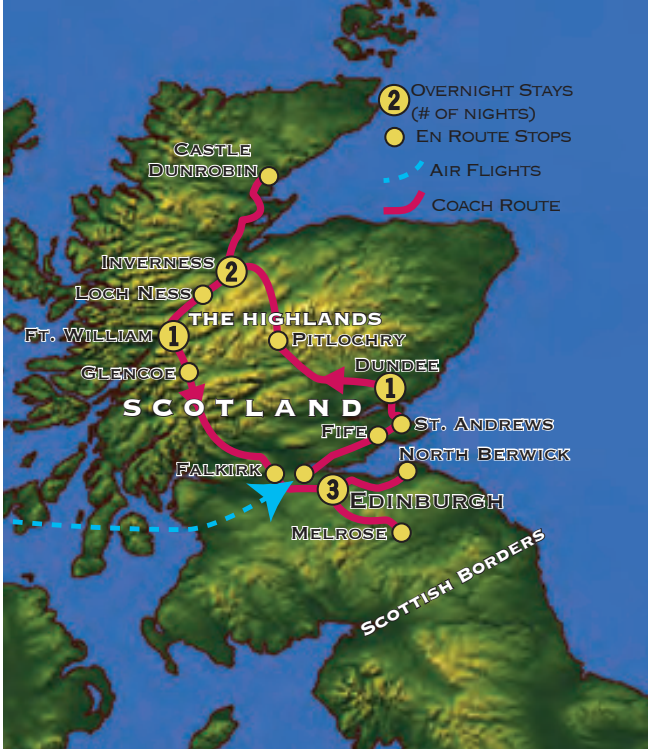 2 OVERNIGHT STAYS
(# OF NIGHTS)
EN ROUTE STOPS
AIR FLIGHTS
COACH ROUTE
CASTLE
DUNROBIN
INVERNESS 2
LOCH NESS
THE HIGHLANDS
FT. WILLIAM 1
PITLOCHRY
GLENCOE
DUNDEE
1
SCOTLAND
ST. ANDREWS
FIFE
NORTH BERWICK
FALKIRK
3 EDINBURGH
MELROSE
SCOTTISH BORDERS